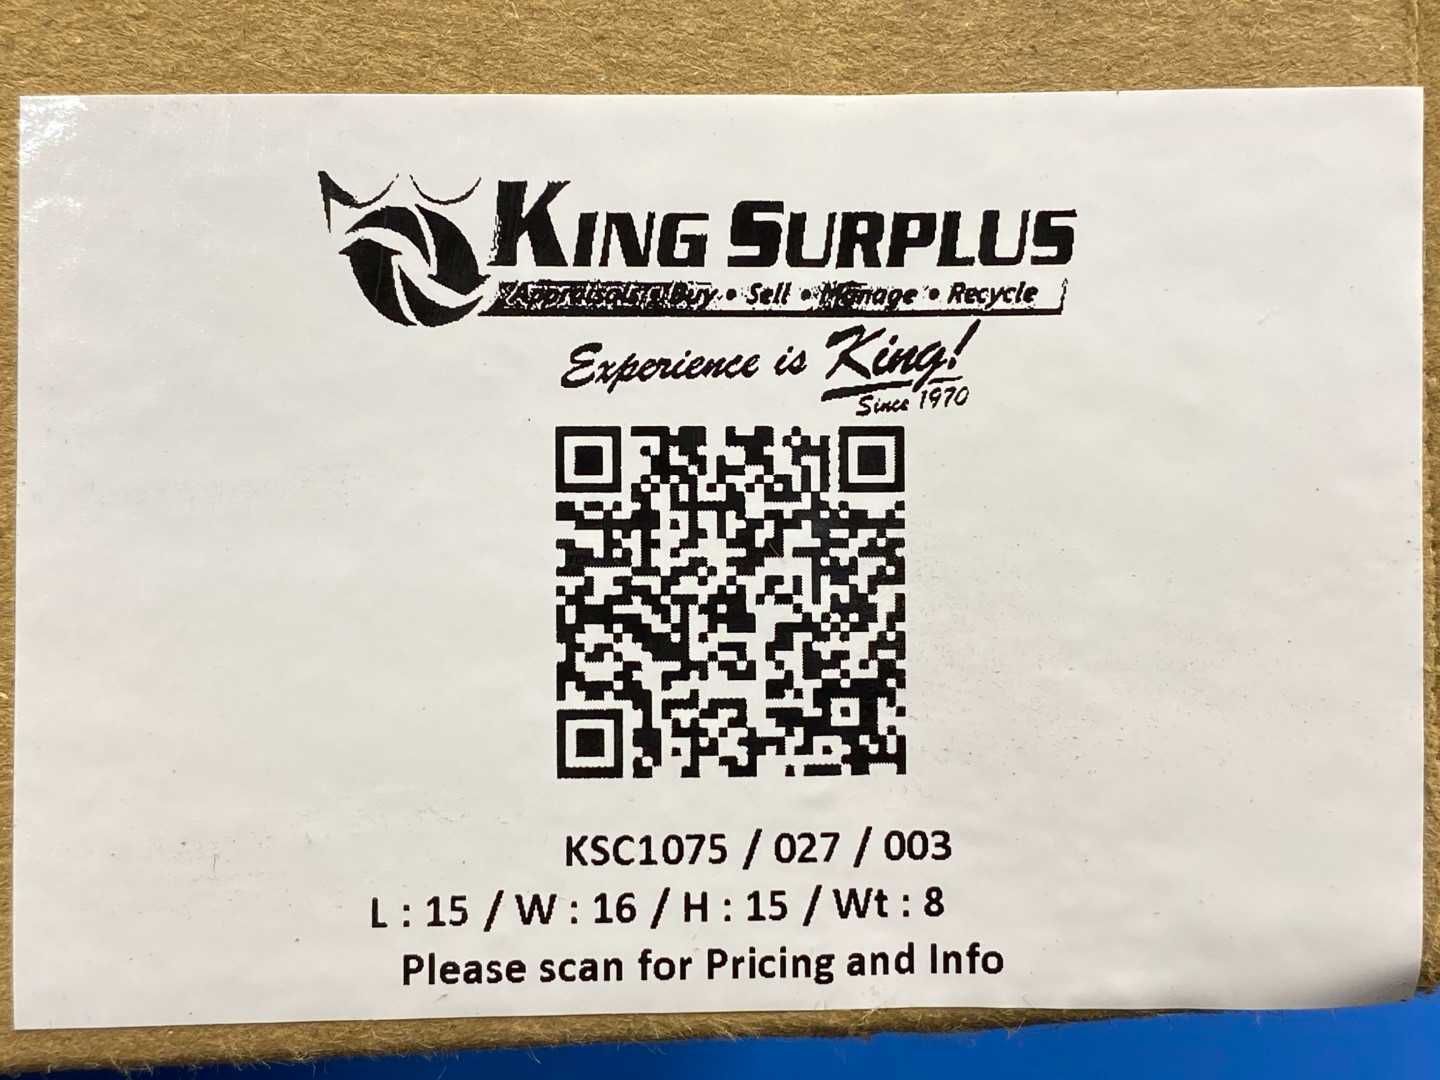 KING SURPLUS
Appraisals • Buy • Sell • Manage • Recycle
Experience is King!
Since 1970
KSC1075 / 027 / 003
L : 15 / W : 16 / H : 15 / Wt : 8
Please scan for Pricing and Info